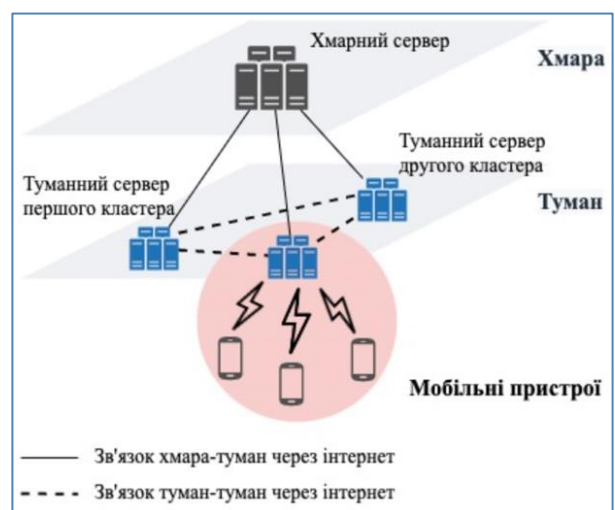 Хмарний сервер
Хмара
Туманний сервер
другого кластера
Туманний сервер
першого кластера
Туман
Мобільні пристрої
Зв'язок хмара-туман через інтернет
Зв'язок туман-туман через інтернет